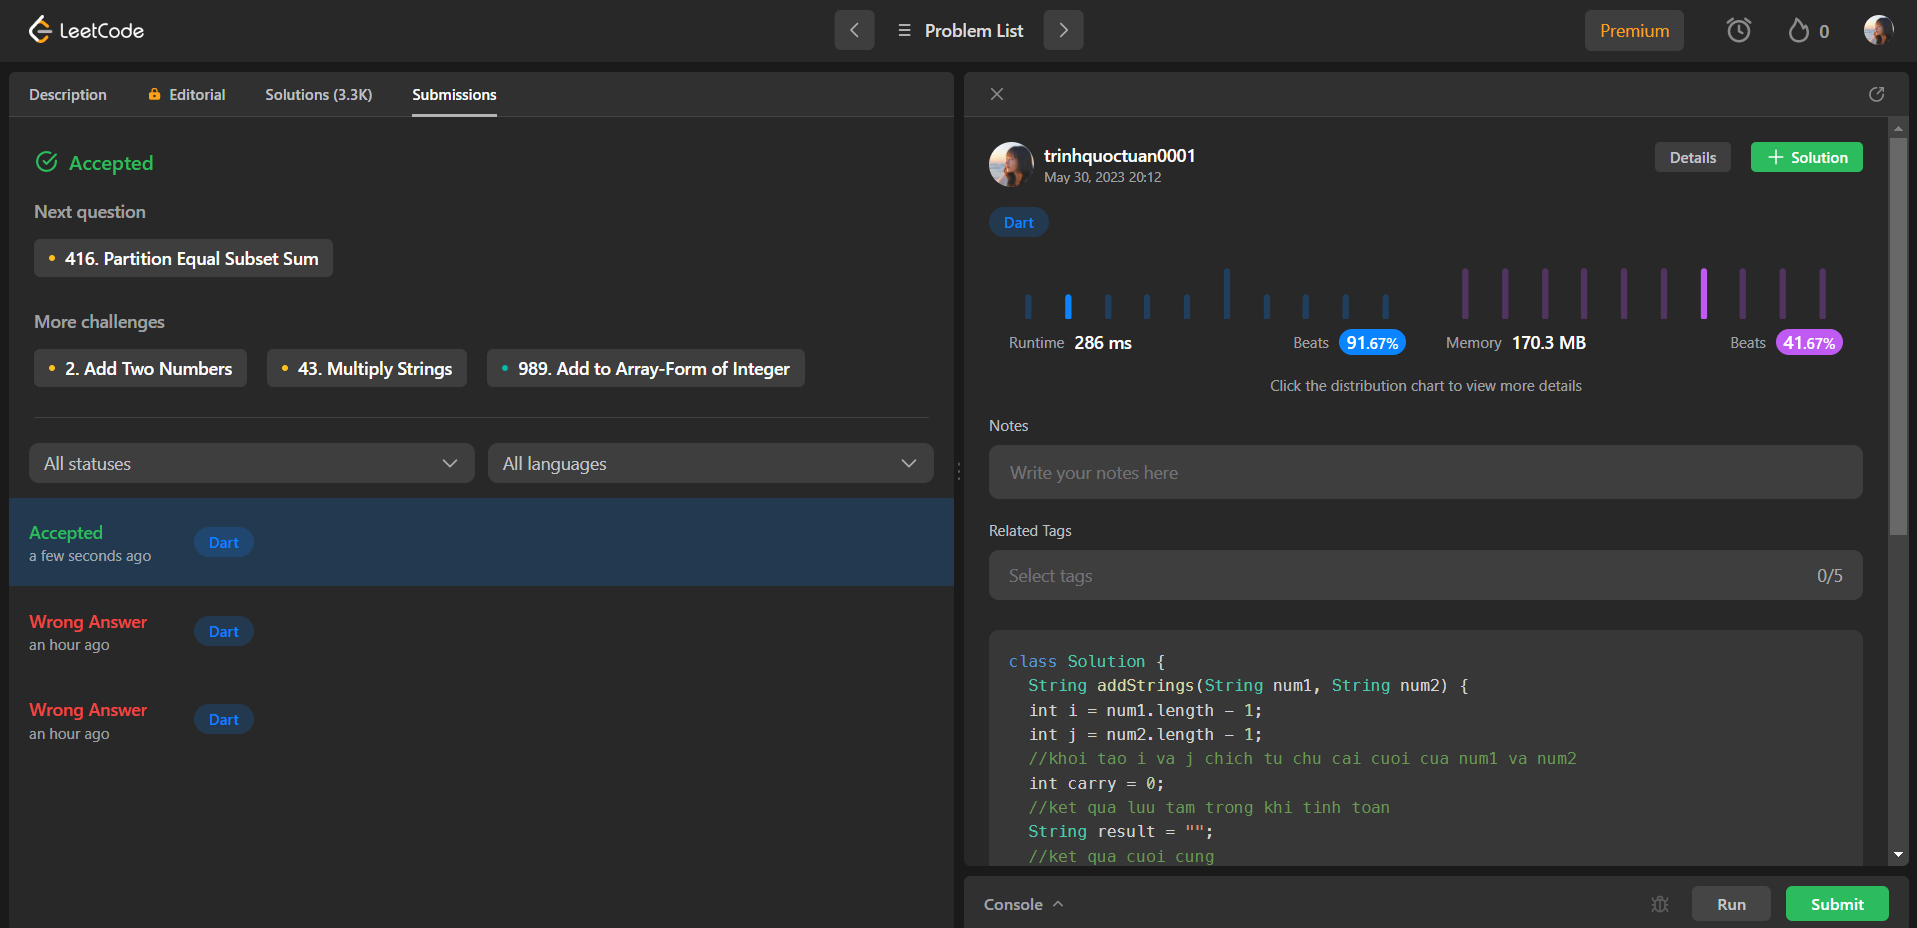 LeetCode
Problem List
Premium
0
Description
Editorial
Solutions (3.3K)
Submissions
Accepted
Next question
416. Partition Equal Subset Sum
More challenges
2. Add Two Numbers
43. Multiply Strings
989. Add to Array-Form of Integer
All statuses
All languages
Accepted
a few seconds ago
Dart
Wrong Answer
an hour ago
Dart
Wrong Answer
an hour ago
Dart
trinhquoctuan0001
May 30, 2023 20:12
Details
+ Solution
Dart
Runtime 286 ms
Beats 91.67%
Memory 170.3 MB
Beats 41.67%
Click the distribution chart to view more details
Notes
Write your notes here
Related Tags
Select tags
0/5
class Solution {
String addStrings(String num1, String num2) {
int i = num1.length - 1;
int j = num2.length - 1;
//khoi tao i va j chich tu chu cai cuoi cua num1 va num2
int carry = 0;
//ket qua luu tam trong khi tinh toan
String result = "";
//ket qua cuoi cung
Console
Run
Submit